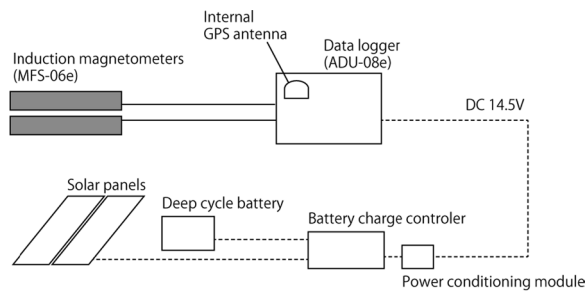 Internal
GPS antenna
Induction magnetometers
(MFS-06e)
Data logger
(ADU-08e)
DC 14.5V
Solar panels
Deep cycle battery
Battery charge controler
Power conditioning module